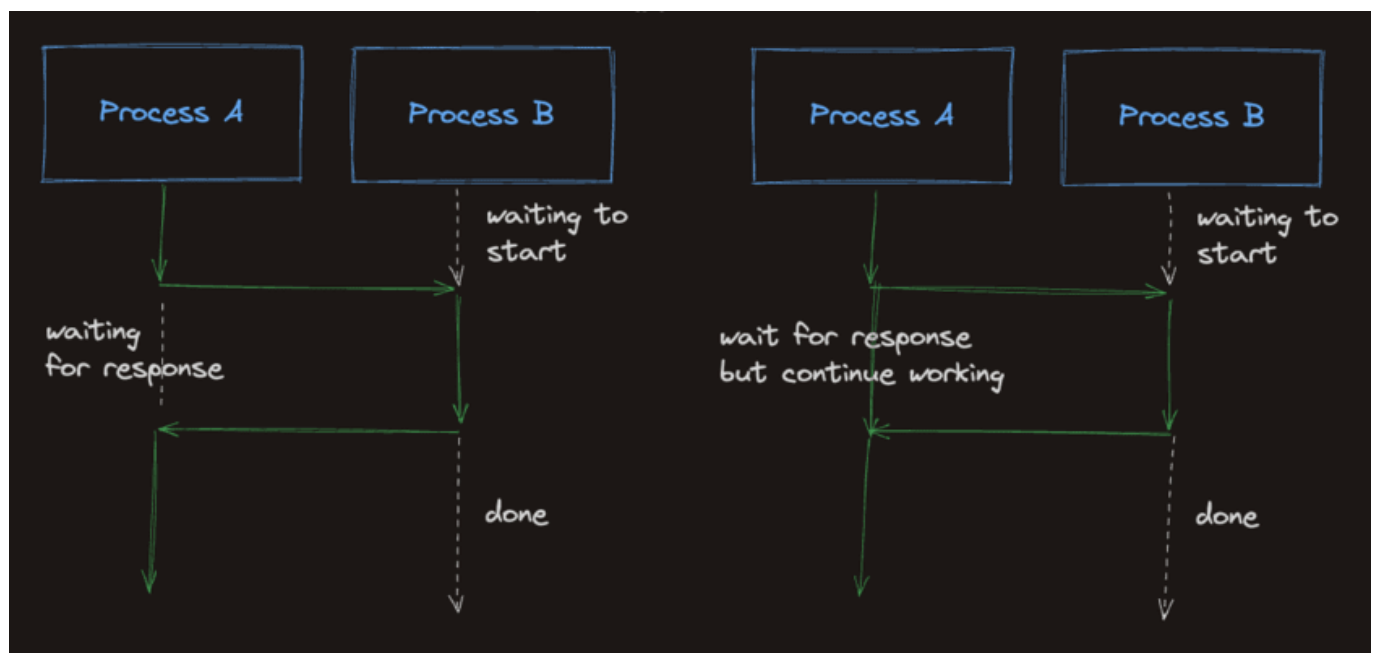 Process A
Process B
waiting to
start
waiting
for response
done
Process A
Process B
waiting to
start
wait for response
but continue working
done